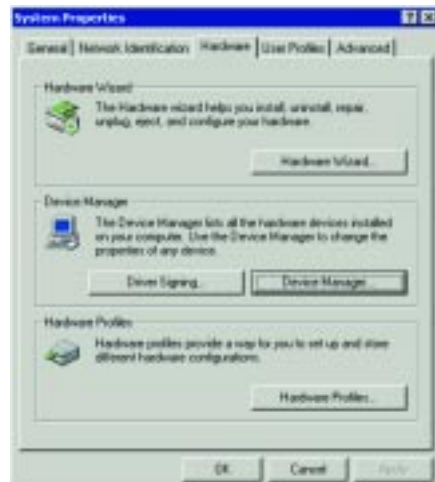 System Properties
General Network Identification Hardware User Profiles Advanced
Hardware Wizard
The Hardware wizard helps you install, uninstall, repair,
unplug, eject, and configure your hardware.
Hardware Wizard...
Device Manager
The Device Manager lists all the hardware devices installed
on your computer. Use the Device Manager to change the
properties of any device.
Driver Signing... Device Manager...
Hardware Profiles
Hardware profiles provide a way for you to set up and store
different hardware configurations.
Hardware Profiles...
OK Cancel Apply